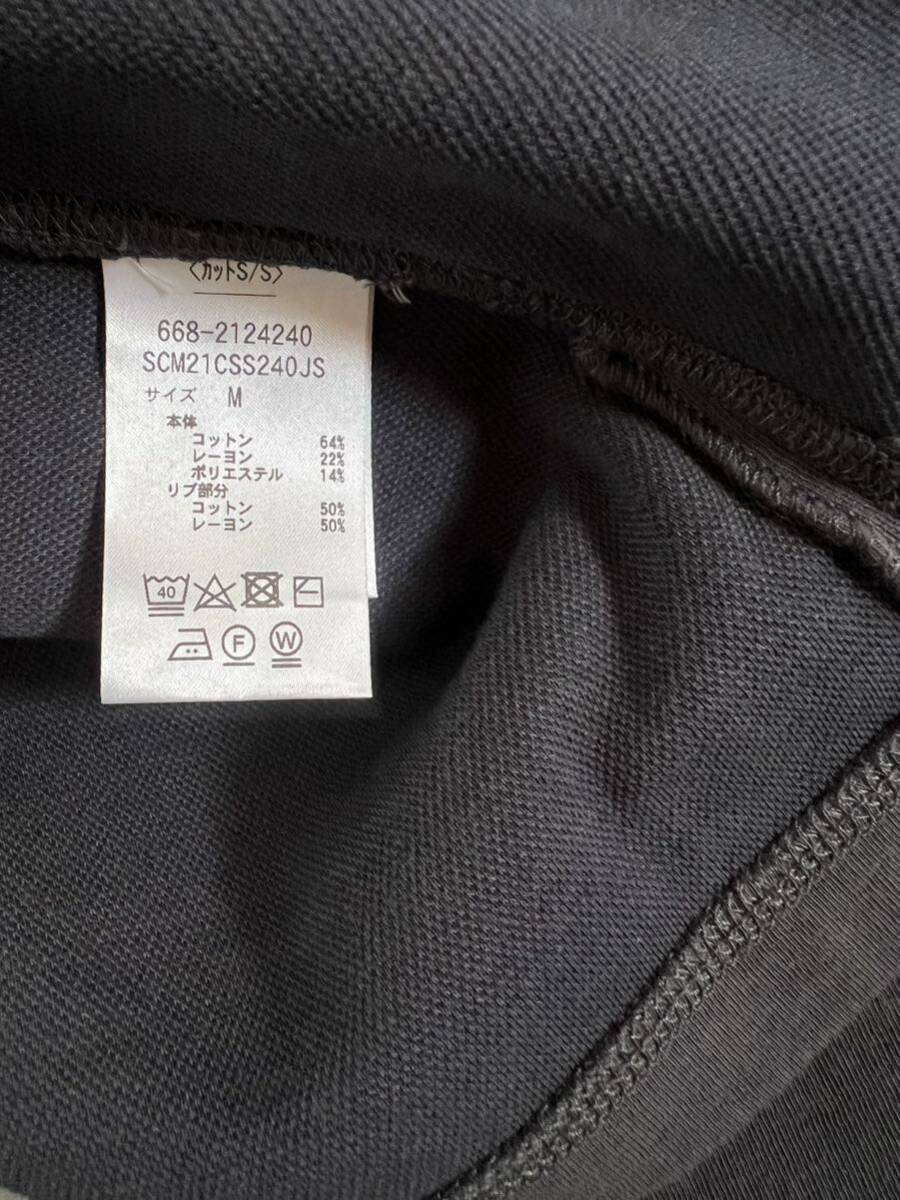 〈カットS/S〉
668-2124240
SCM21CSS240JS
サイズ M
本体
コットン 64%
レーヨン 22%
ポリエステル 14%
リブ部分
コットン 50%
レーヨン 50%
40
F W